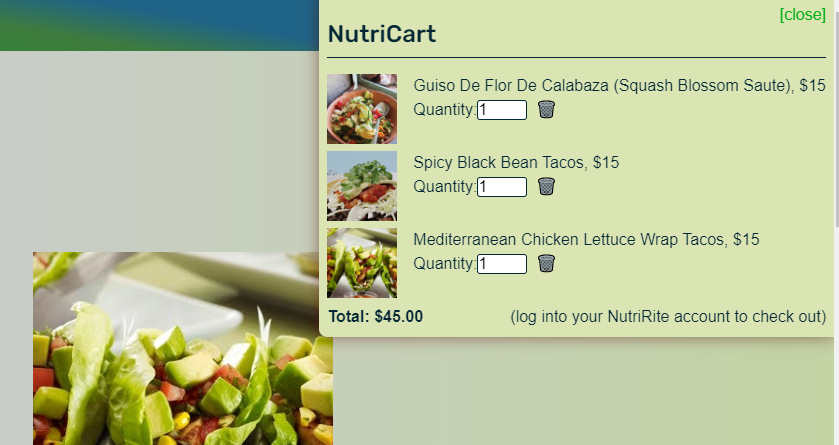 [close]
NutriCart
Guiso De Flor De Calabaza (Squash Blossom Saute), $15
Quantity:1
Spicy Black Bean Tacos, $15
Quantity:1
Mediterranean Chicken Lettuce Wrap Tacos, $15
Quantity:1
Total: $45.00 (log into your NutriRite account to check out)